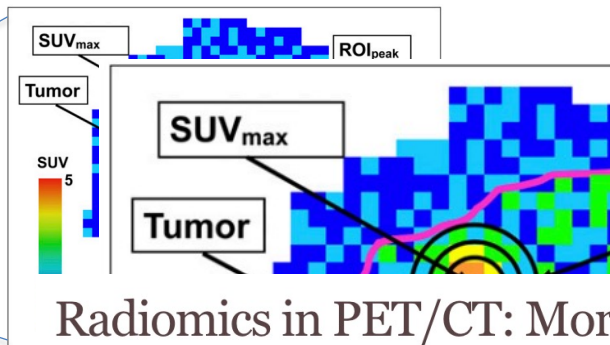 SUVmax
ROIpeak
Tumor
SUV
5
SUVmax
Tumor
Radiomics in PET/CT: Mor